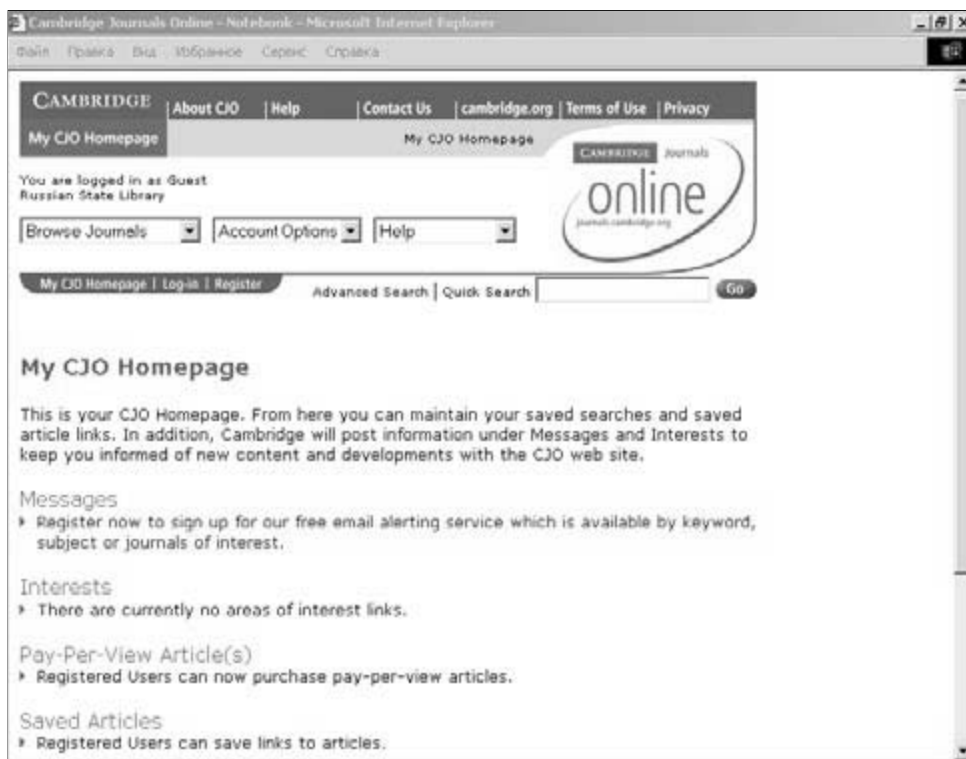 Cambridge Journals Online - Notebook - Microsoft Internet Explorer
Файл Правка Вид Избранное Сервис Справка
CAMBRIDGE | About CJO | Help | Contact Us | cambridge.org | Terms of Use | Privacy
My CJO Homepage My CJO Homepage
CAMBRIDGE journals
online
journals.cambridge.org
You are logged in as Guest
Russian State Library
Browse Journals Account Options Help
My CJO Homepage | Log-in | Register Advanced Search | Quick Search Go
My CJO Homepage
This is your CJO Homepage. From here you can maintain your saved searches and saved
article links. In addition, Cambridge will post information under Messages and Interests to
keep you informed of new content and developments with the CJO web site.
Messages
Register now to sign up for our free email alerting service which is available by keyword,
subject or journals of interest.
Interests
There are currently no areas of interest links.
Pay-Per-View Article(s)
Registered Users can now purchase pay-per-view articles.
Saved Articles
Registered Users can save links to articles.